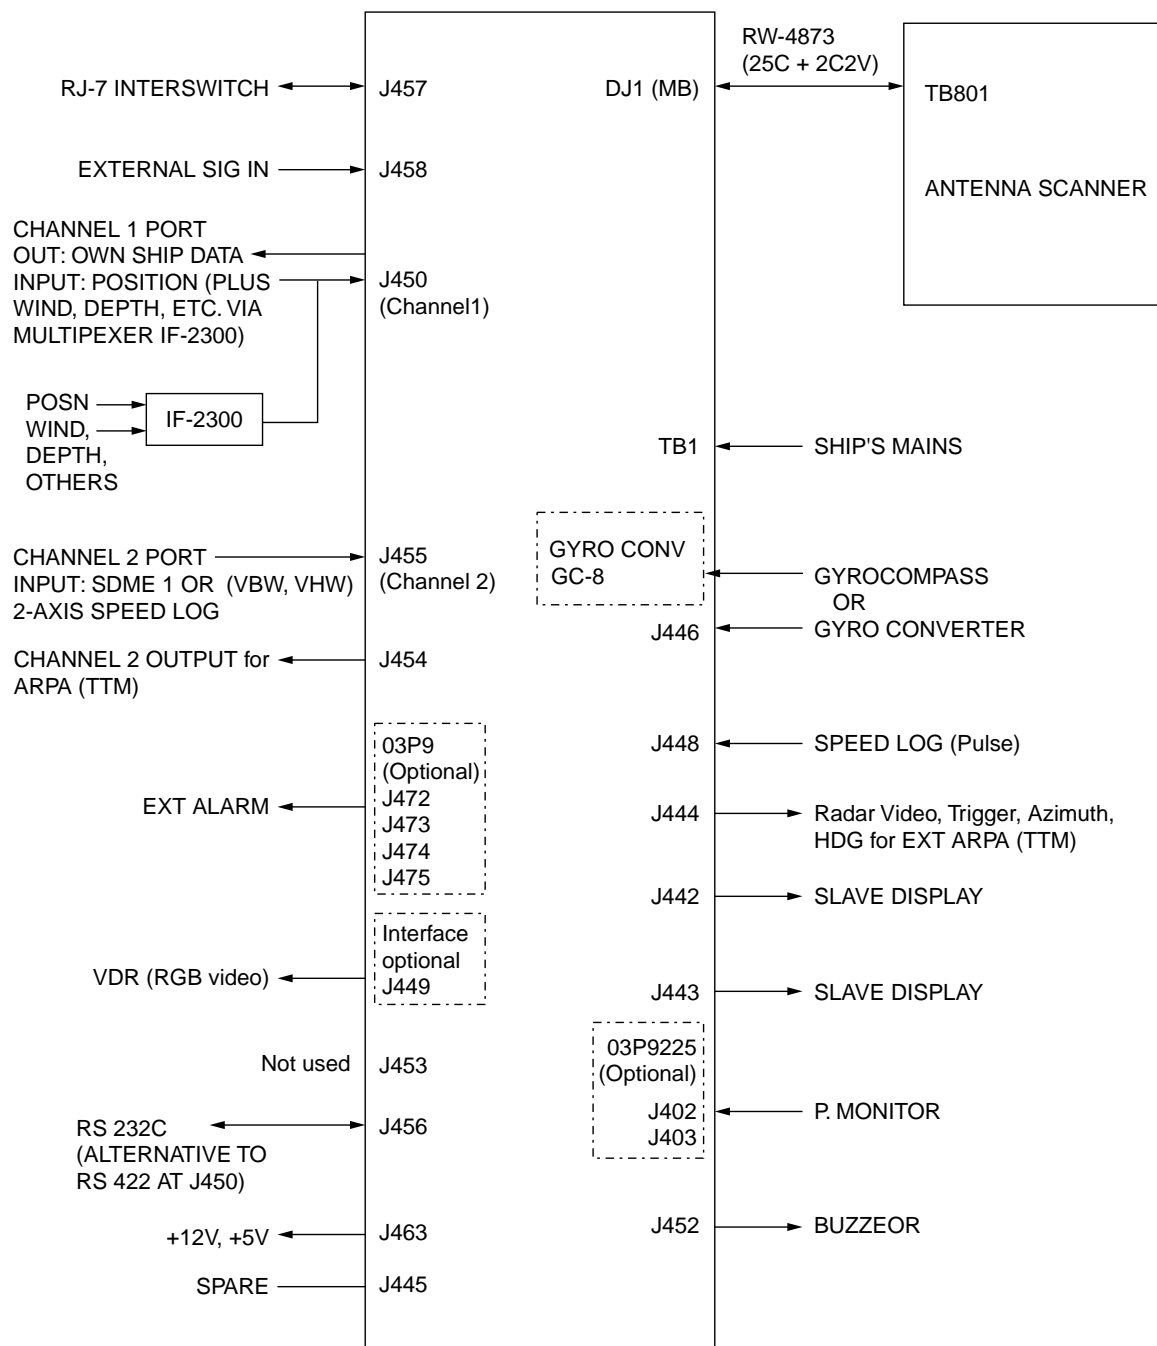 RW-4873
(25C + 2C2V)
RJ-7 INTERSWITCH
J457
DJ1 (MB)
TB801
EXTERNAL SIG IN
J458
ANTENNA SCANNER
CHANNEL 1 PORT
OUT: OWN SHIP DATA
INPUT: POSITION (PLUS
WIND, DEPTH, ETC. VIA
MULTIPEXER IF-2300)
J450
(Channel1)
POSN
WIND,
DEPTH,
OTHERS
IF-2300
TB1
SHIP'S MAINS
CHANNEL 2 PORT
INPUT: SDME 1 OR (VBW, VHW)
2-AXIS SPEED LOG
J455
(Channel 2)
GYRO CONV
GC-8
GYROCOMPASS
OR
GYRO CONVERTER
J446
CHANNEL 2 OUTPUT for
ARPA (TTM)
J454
03P9
(Optional)
J472
J473
J474
J475
EXT ALARM
J448
SPEED LOG (Pulse)
J444
Radar Video, Trigger, Azimuth,
HDG for EXT ARPA (TTM)
J442
SLAVE DISPLAY
Interface
optional
J449
VDR (RGB video)
J443
SLAVE DISPLAY
Not used
J453
03P9225
(Optional)
J402
J403
P. MONITOR
RS 232C
(ALTERNATIVE TO
RS 422 AT J450)
J456
+12V, +5V
J463
J452
BUZZEOR
SPARE
J445